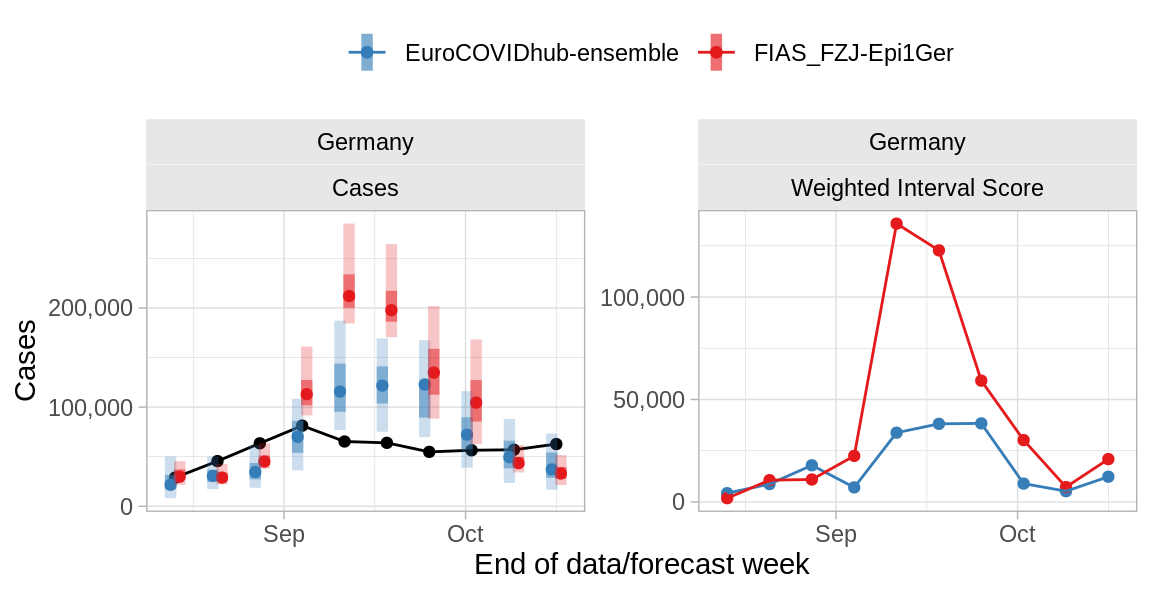 EuroCOVIDhub-ensemble FIAS_FZJ-Epi1Ger
Germany
Cases
Germany
Weighted Interval Score
Cases
200,000
100,000
0
Sep Oct
100,000
50,000
0
Sep Oct
End of data/forecast week